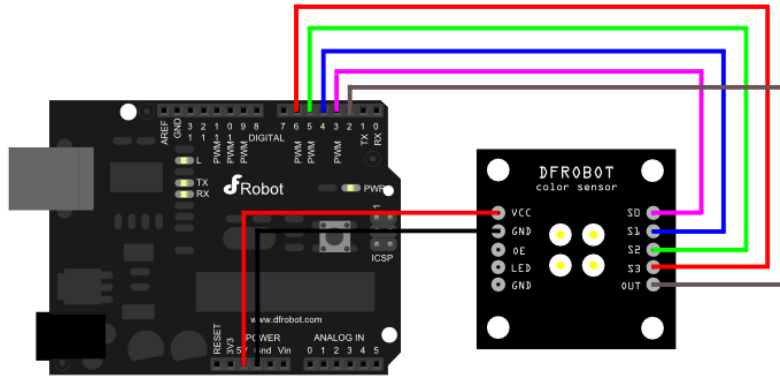 AREF
GND
13
12
11
10
9
8
7
6
5
4
3
2
1
0
PWM
PWM
PWM
DIGITAL
PWM
PWM
PWM
TX
RX
L
TX
RX
DFRobot
PWR
1
ICSP
www.dfrobot.com
RESET
3V3
5V
Gnd
Vin
POWER
ANALOG IN
0 1 2 3 4 5
DFROBOT
color sensor
VCC
GND
OE
LED
GND
S0
S1
S2
S3
OUT